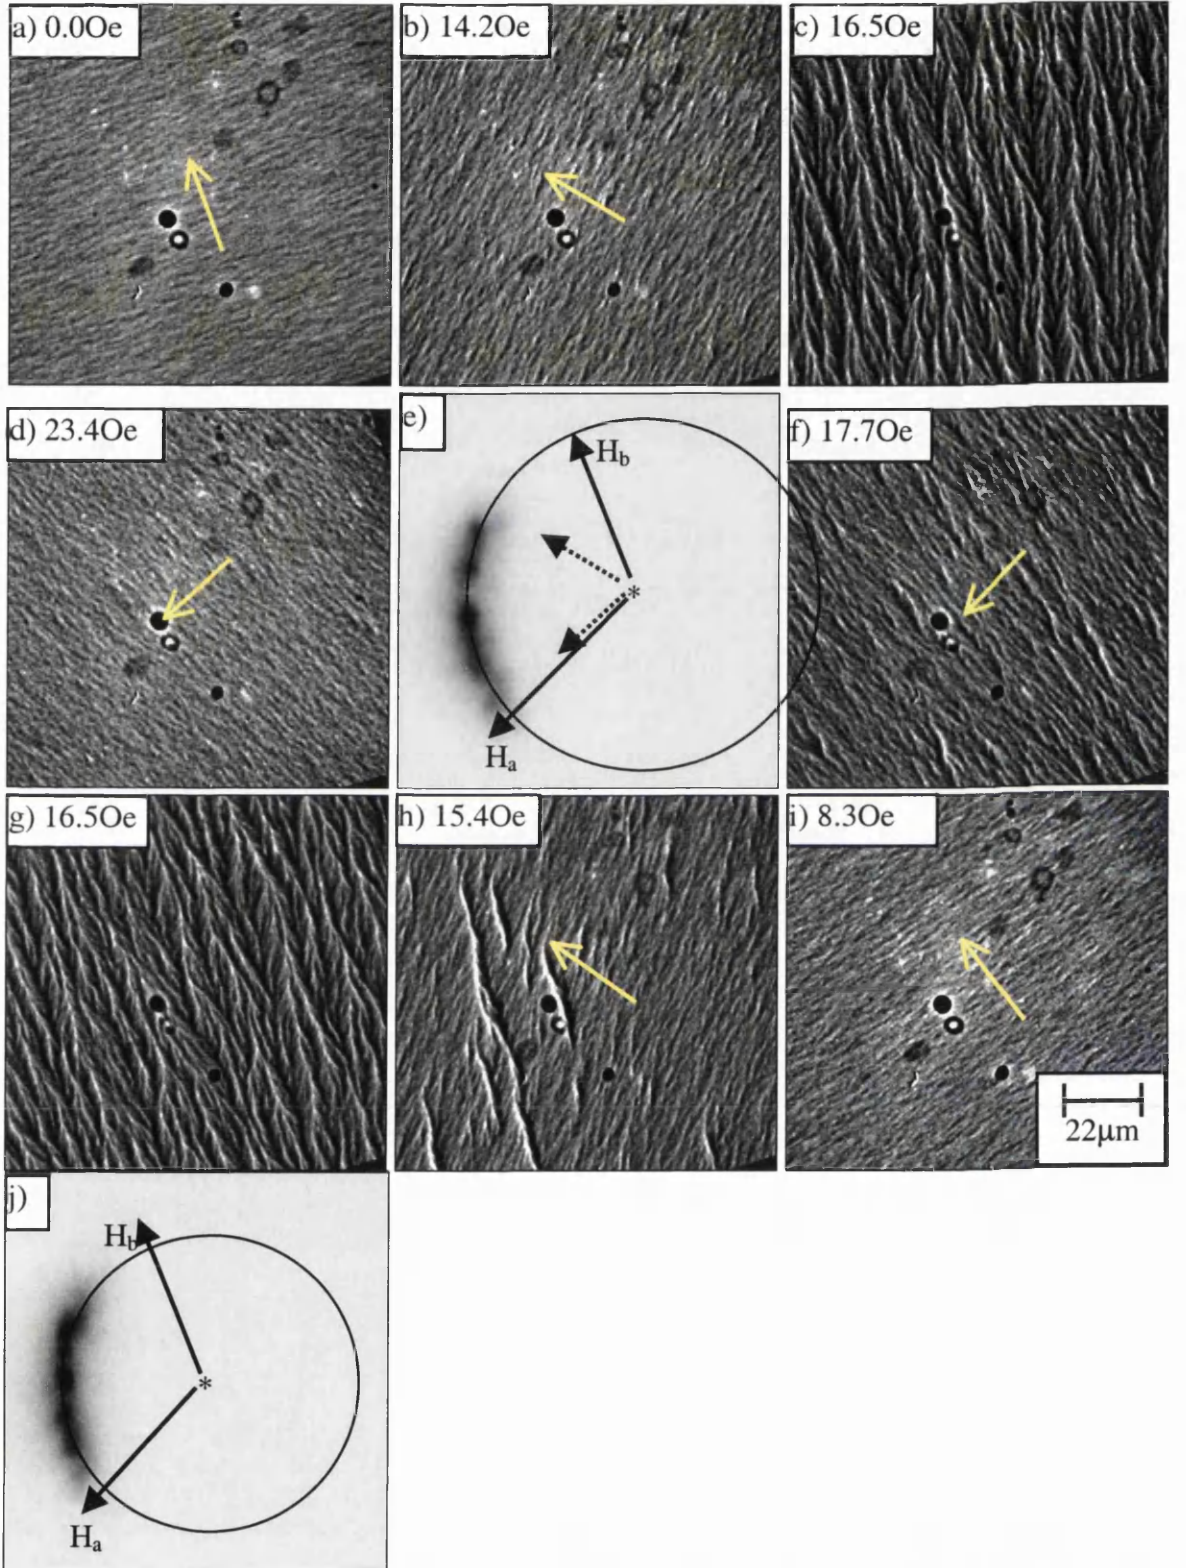 a) 0.0Oe
b) 14.2Oe
c) 16.5Oe
d) 23.4Oe
e)
H_b
*
H_a
f) 17.7Oe
g) 16.5Oe
h) 15.4Oe
i) 8.3Oe
22μm
j)
H_b
*
H_a